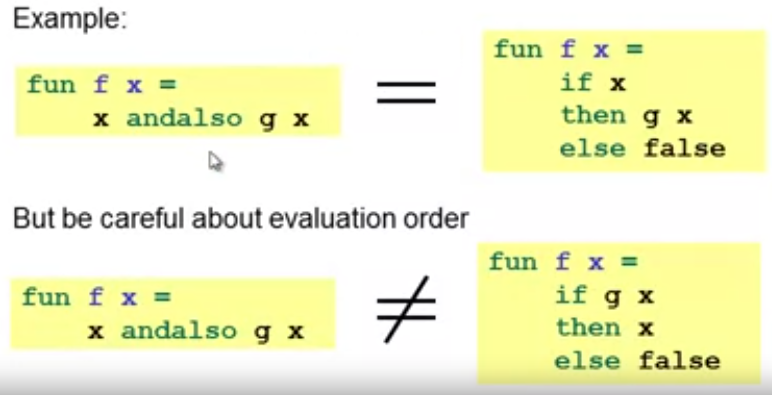 Example:
fun f x =
x andalso g x
=
fun f x =
if x
then g x
else false
But be careful about evaluation order
fun f x =
x andalso g x
≠
fun f x =
if g x
then x
else false